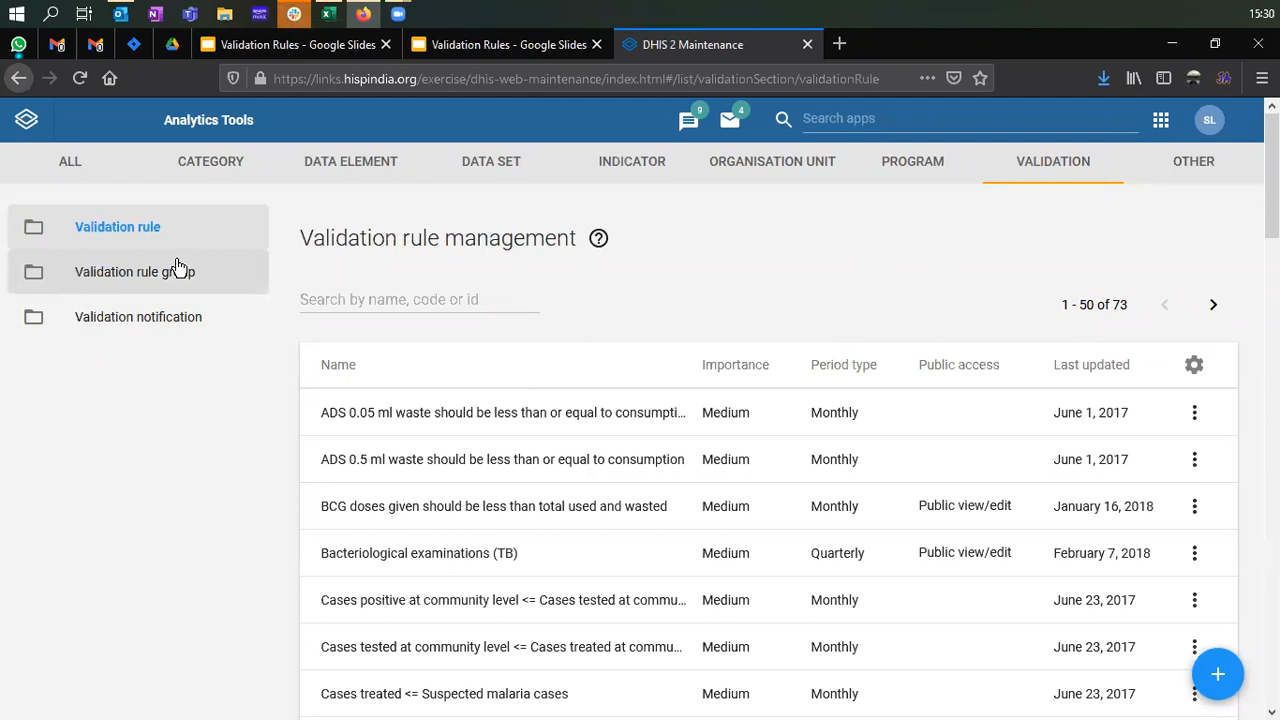 15:30
Validation Rules - Google Slides
Validation Rules - Google Slides
DHIS 2 Maintenance
https://links.hispindia.org/exercise/dhis-web-maintenance/index.html#/list/validationSection/validationRule
Analytics Tools
9
4
Search apps
SL
ALL
CATEGORY
DATA ELEMENT
DATA SET
INDICATOR
ORGANISATION UNIT
PROGRAM
VALIDATION
OTHER
Validation rule
Validation rule group
Validation notification
Validation rule management
Search by name, code or id
1 - 50 of 73
Name Importance Period type Public access Last updated
ADS 0.05 ml waste should be less than or equal to consumpti... Medium Monthly June 1, 2017
ADS 0.5 ml waste should be less than or equal to consumption Medium Monthly June 1, 2017
BCG doses given should be less than total used and wasted Medium Monthly Public view/edit January 16, 2018
Bacteriological examinations (TB) Medium Quarterly Public view/edit February 7, 2018
Cases positive at community level <= Cases tested at commu... Medium Monthly June 23, 2017
Cases tested at community level <= Cases treated at commu... Medium Monthly June 23, 2017
Cases treated <= Suspected malaria cases Medium Monthly June 23, 2017